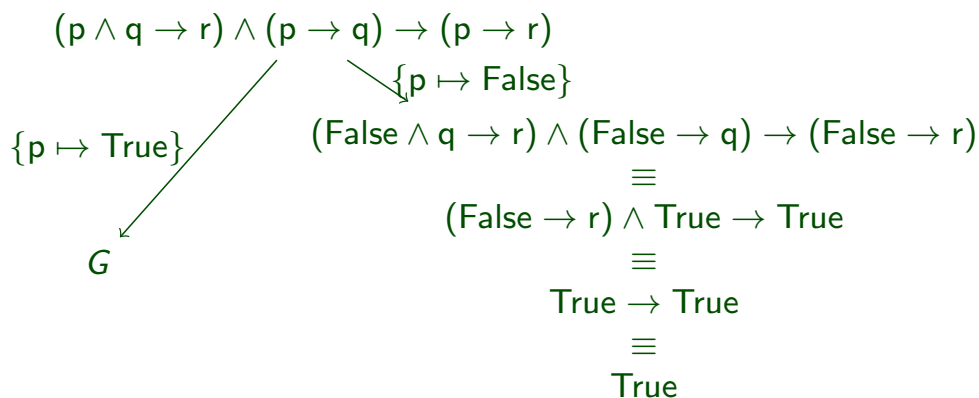 (p ∧ q → r) ∧ (p → q) → (p → r)
{p ↦ False}
{p ↦ True}
(False ∧ q → r) ∧ (False → q) → (False → r)
≡
(False → r) ∧ True → True
G
≡
True → True
≡
True